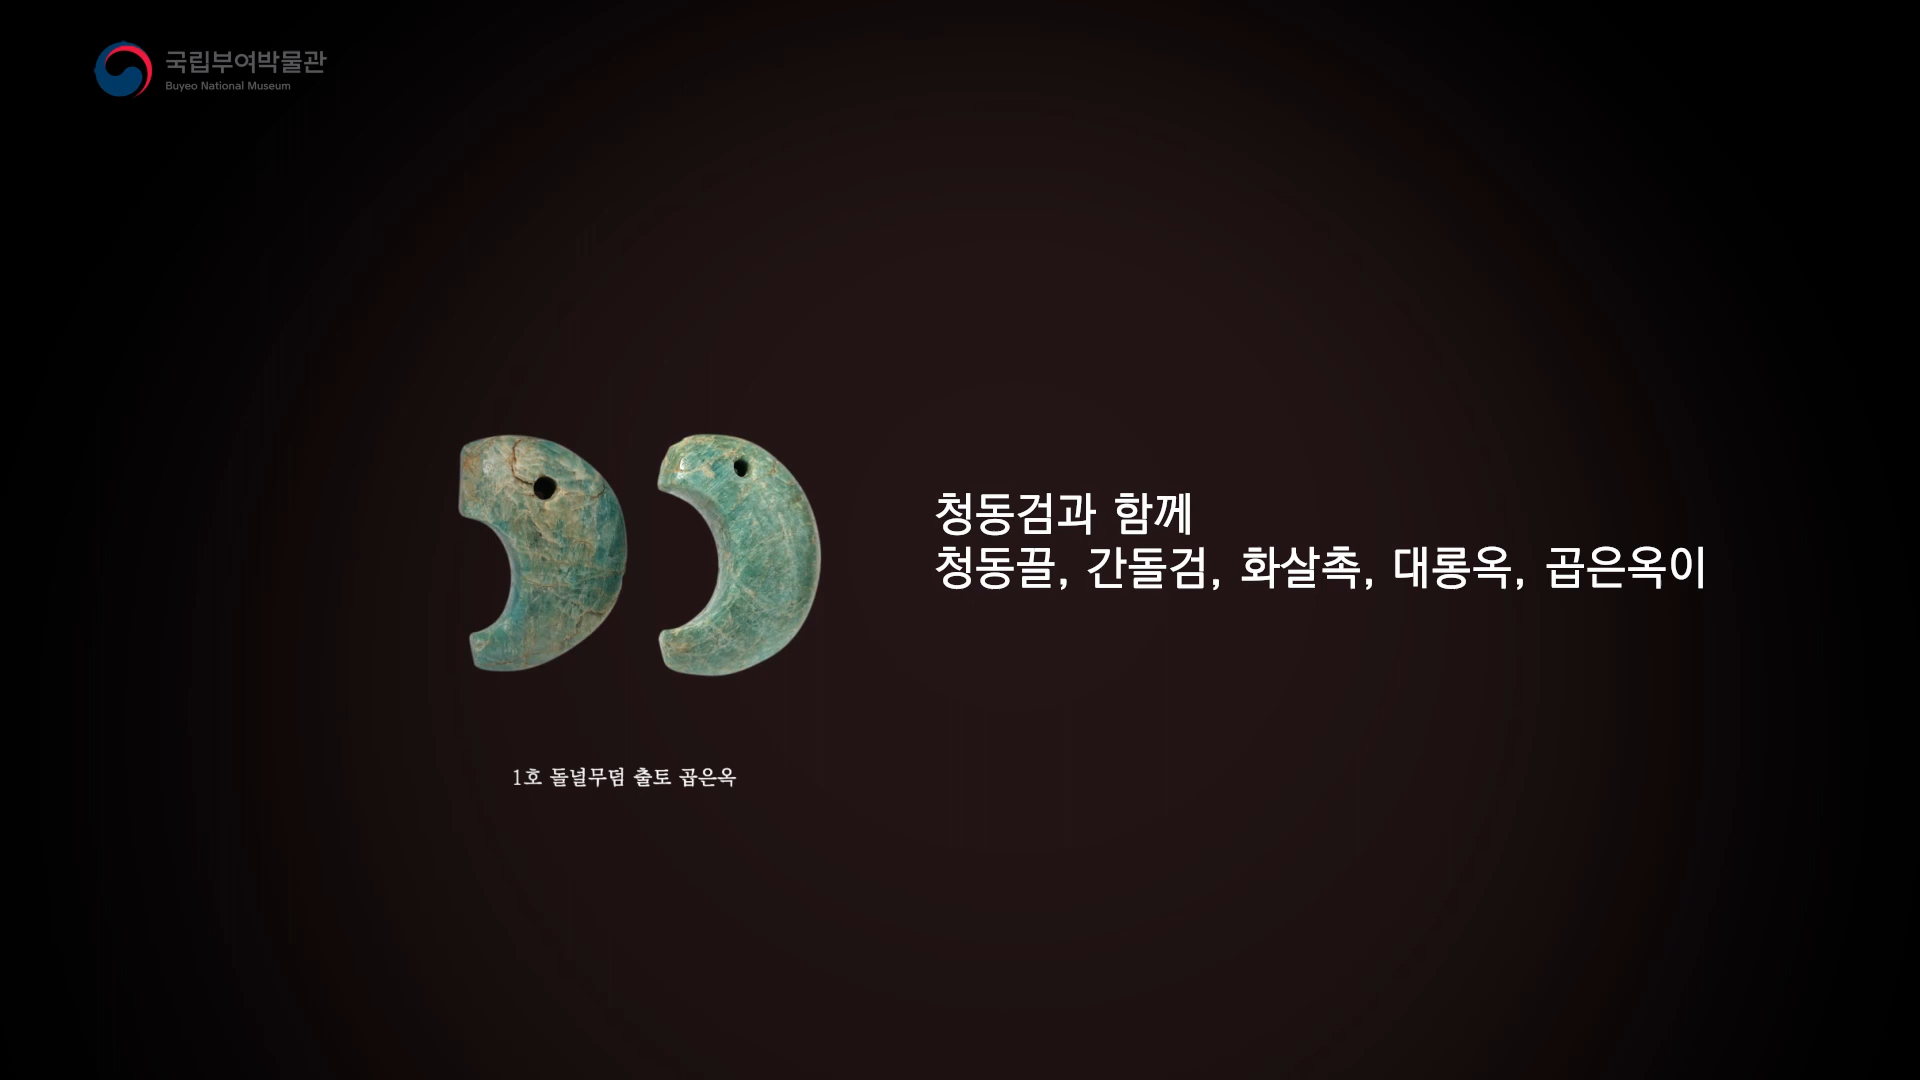 국립부여박물관
Buyeo National Museum
청동검과 함께
청동끌, 간돌검, 화살촉, 대롱옥, 곱은옥이
1호 돌널무덤 출토 곱은옥